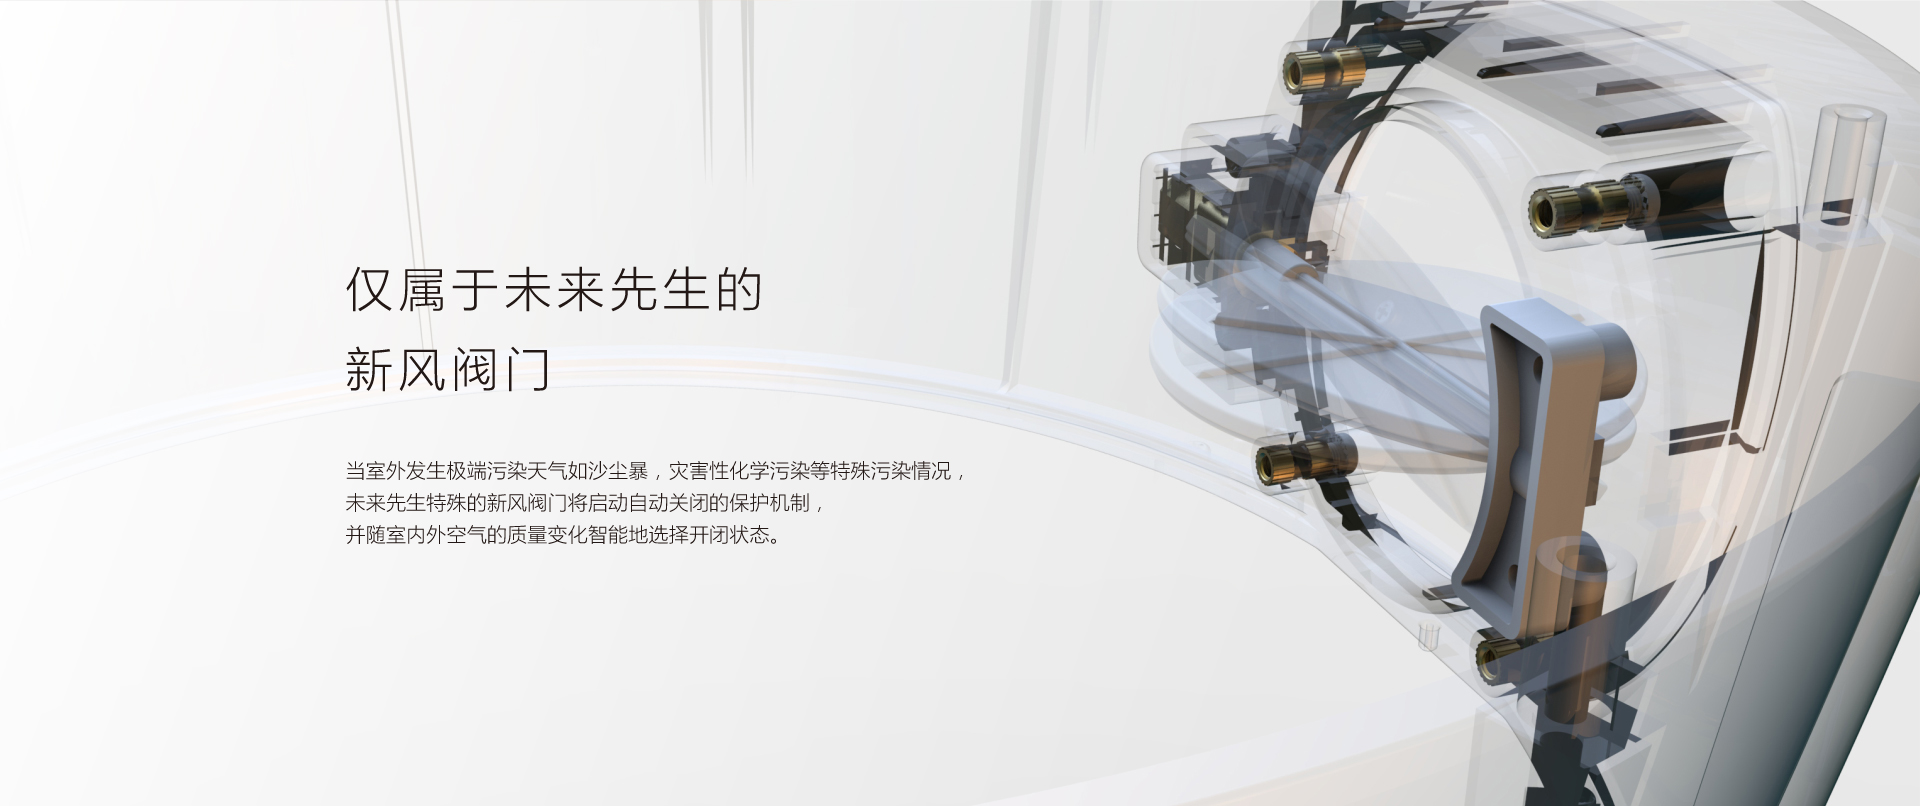 仅属于未来先生的
新风阀门
当室外发生极端污染天气如沙尘暴，灾害性化学污染等特殊污染情况，
未来先生特殊的新风阀门将启动自动关闭的保护机制，
并随室内外空气的质量变化智能地选择开闭状态。